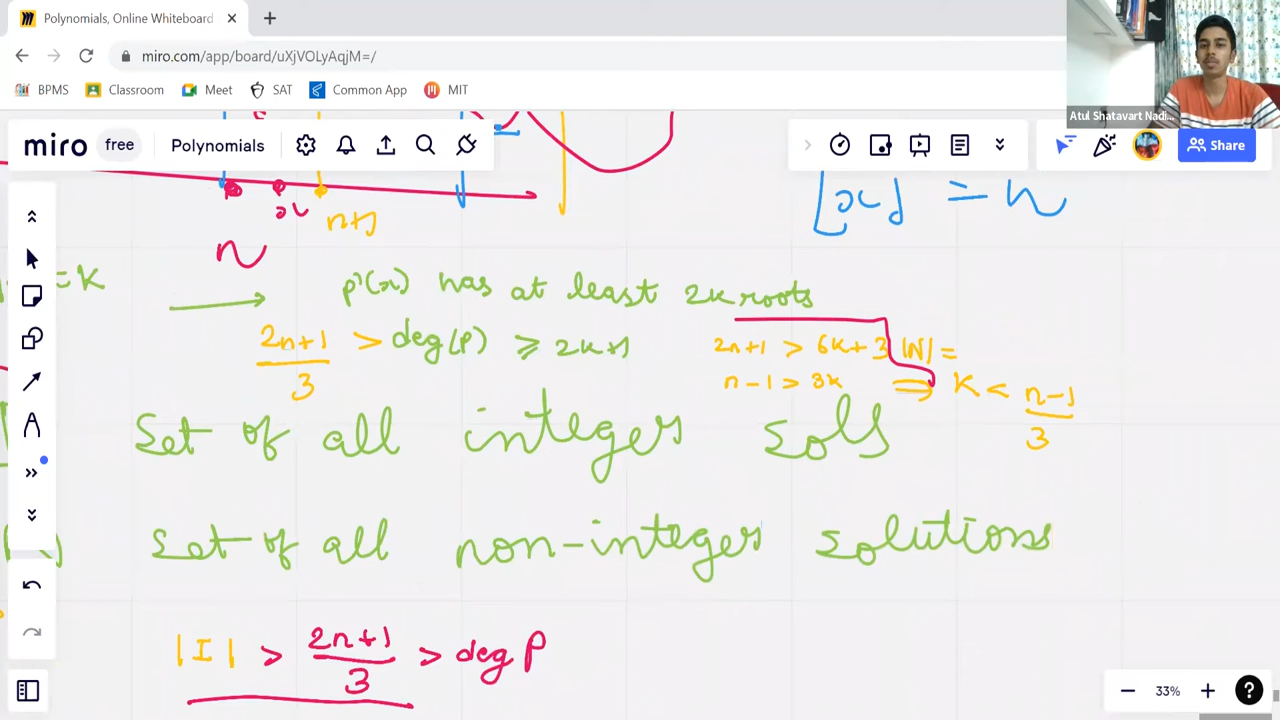 Polynomials, Online Whiteboard
miro.com/app/board/uXjVOLyAqjM=/
BPMS Classroom Meet SAT Common App MIT
Atul Shatavart Nadi...
miro free Polynomials
Share
x n+1 ⌊x⌋ = n
n
= K → p'(x) has at least 2k roots
2n+1/3 > deg(P) ≥ 2k+1
2n+1 > 6k+3 |N| =
n-1 > 3k ⇒ K < n-1/3
Set of all integer sols
Set of all non-integer solutions
|I| > 2n+1/3 > deg P
33%